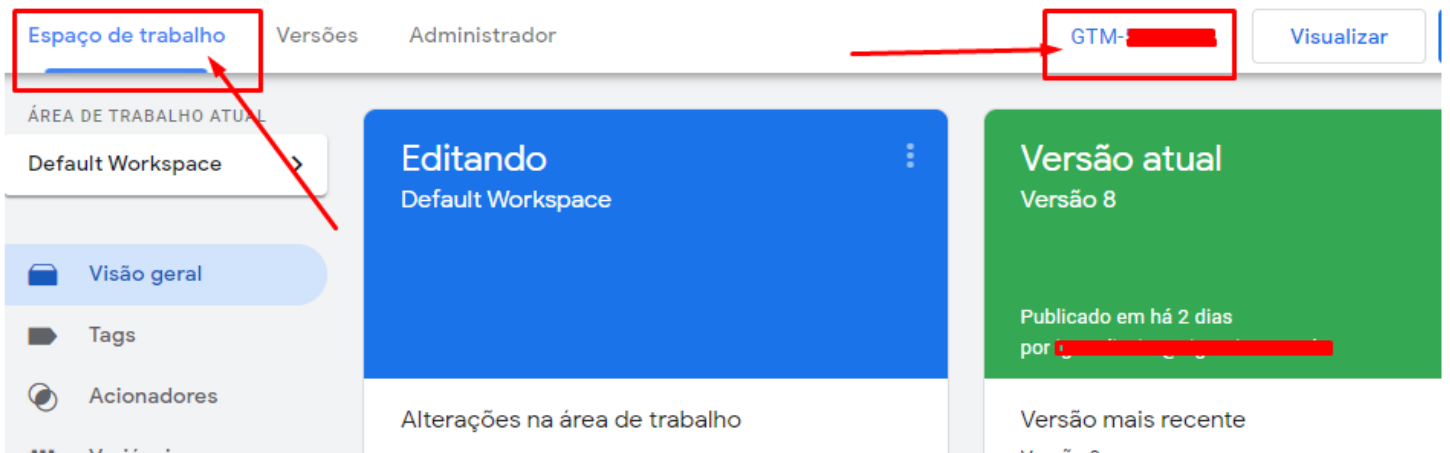 Espaço de trabalho Versões Administrador GTM- Visualizar
ÁREA DE TRABALHO ATUAL
Default Workspace
Editando
Default Workspace
Versão atual
Versão 8
Visão geral
Publicado em há 2 dias
por
Tags
Acionadores
Alterações na área de trabalho
Versão mais recente